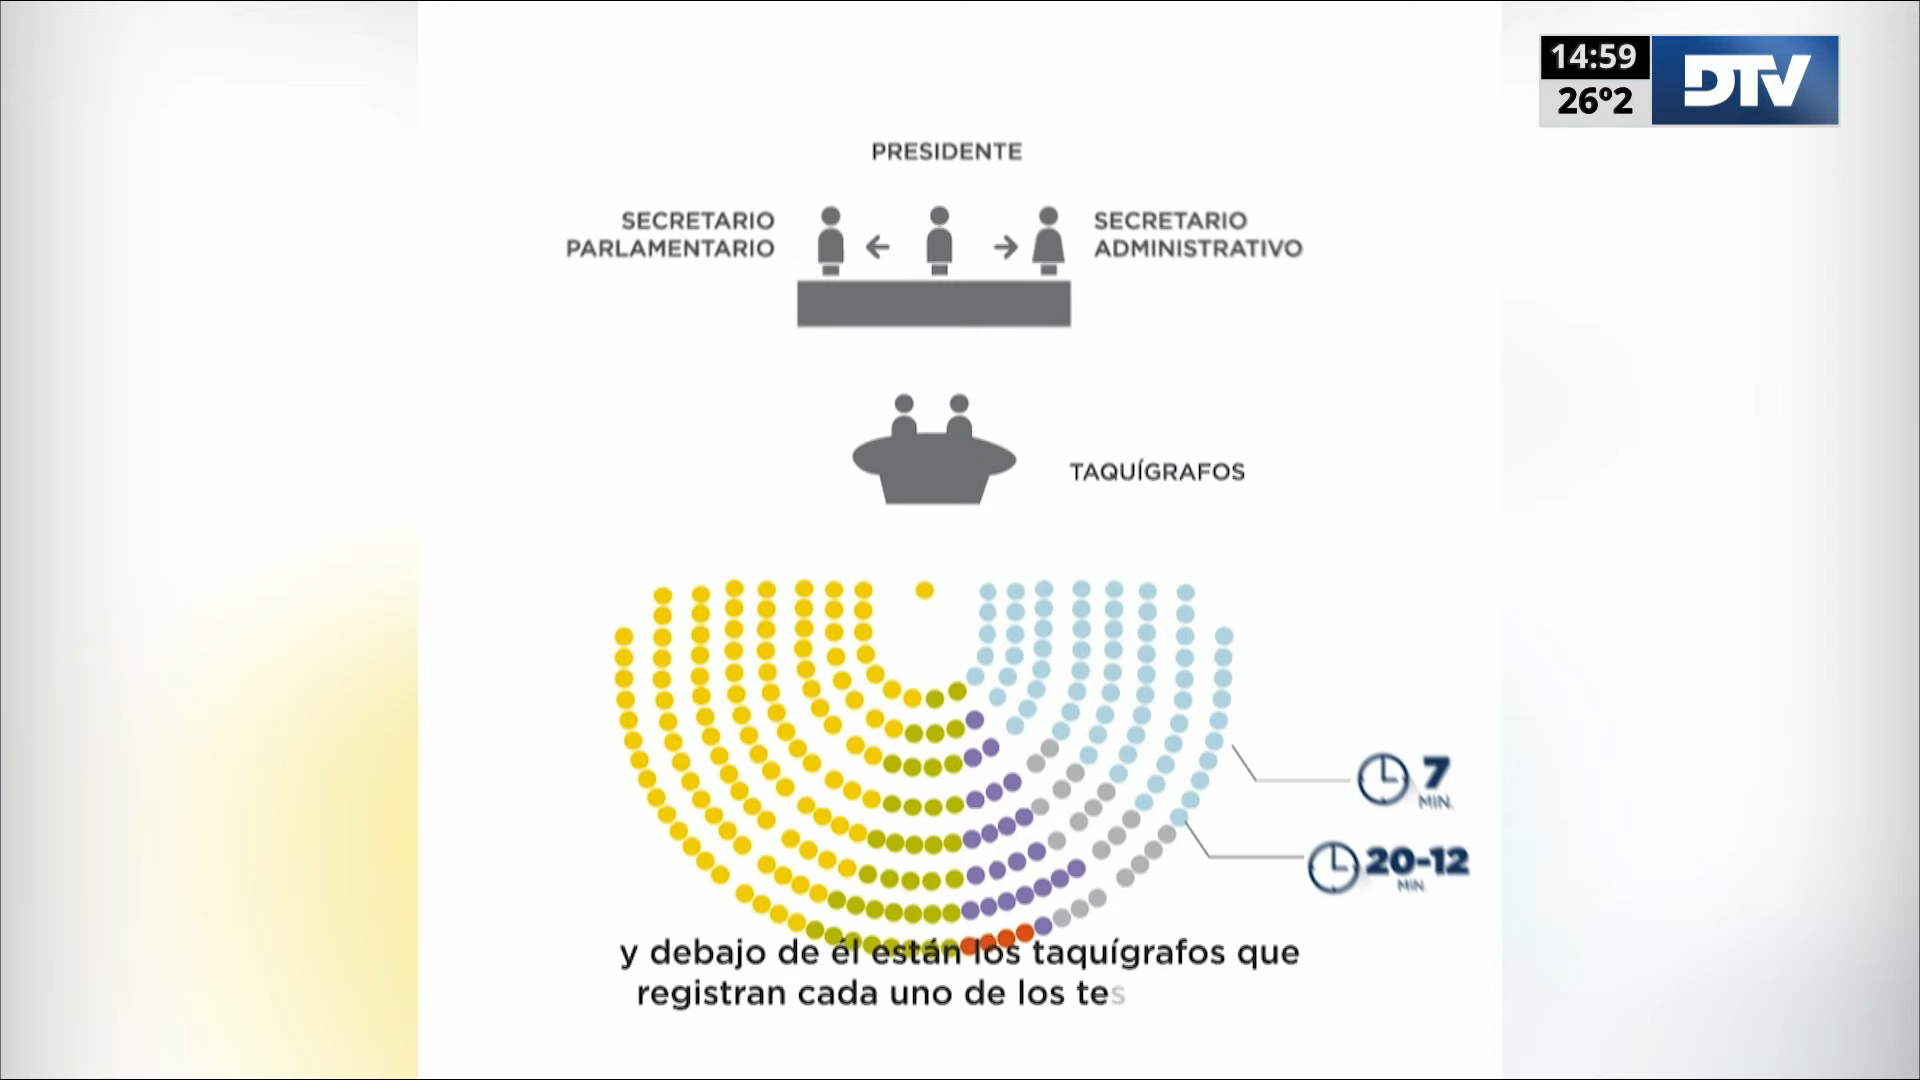 14:59
26º2
DTV
PRESIDENTE
SECRETARIO
PARLAMENTARIO
SECRETARIO
ADMINISTRATIVO
TAQUÍGRAFOS
7
MIN.
20-12
MIN.
y debajo de él están los taquígrafos que
registran cada uno de los tes